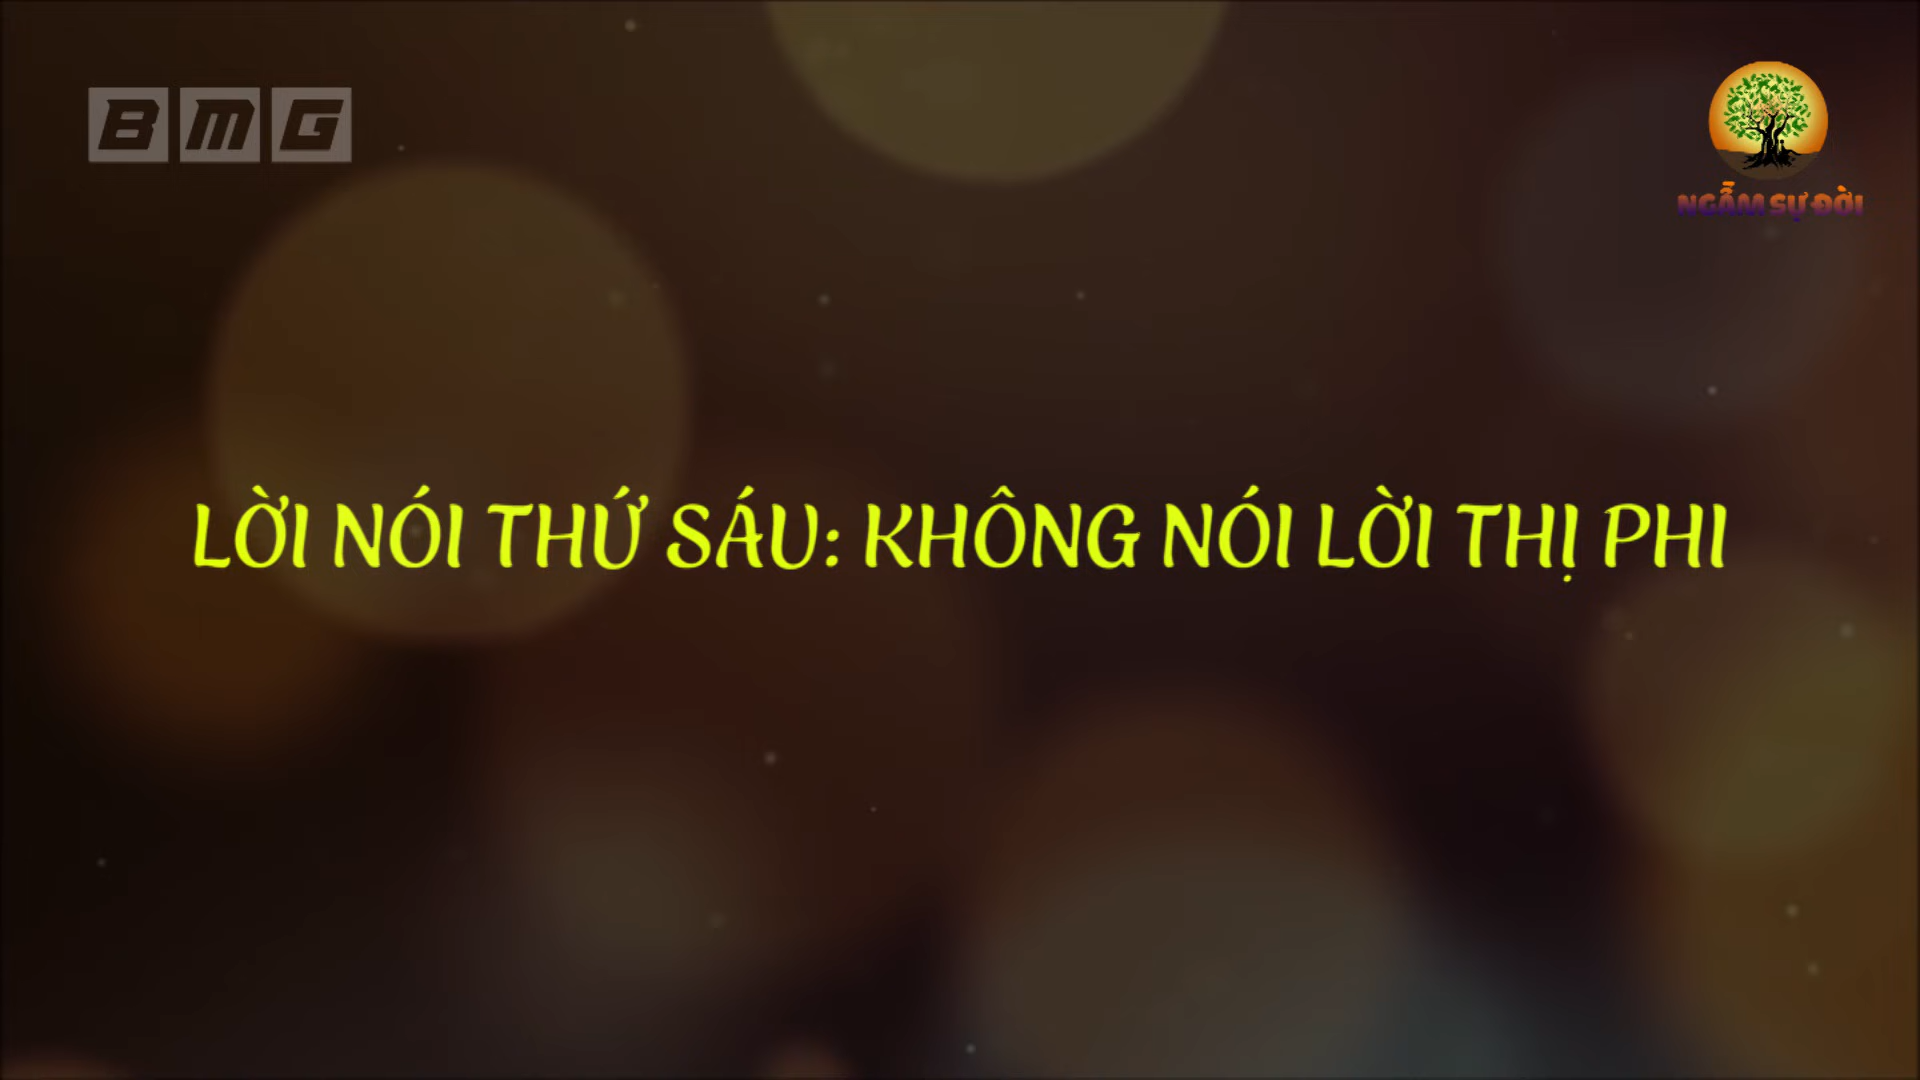 BMG
NGẪM SỰ ĐỜI
LỜI NÓI THỨ SÁU: KHÔNG NÓI LỜI THỊ PHI